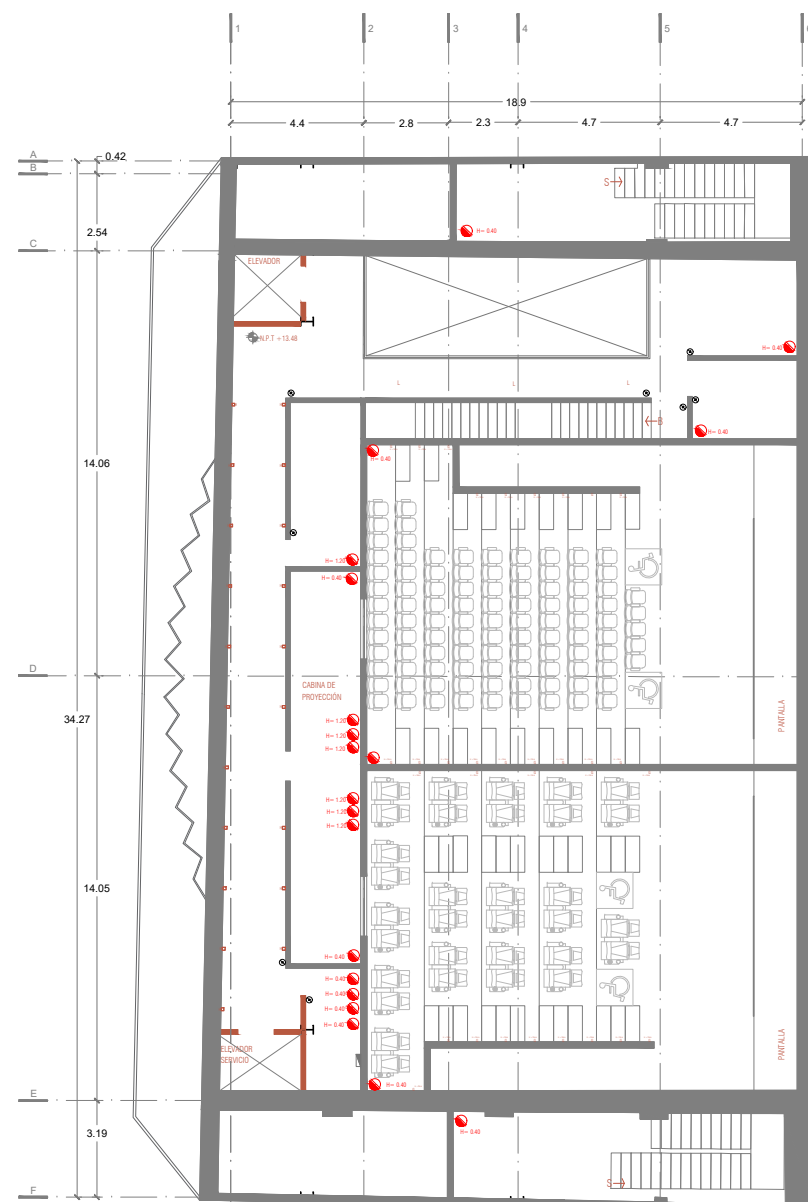 1
2
3
4
5
6
18.9
4.4
2.8
2.3
4.7
4.7
A
0.42
B
S
2.54
H= 0.40
C
ELEVADOR
N.P.T. +13.48
H= 0.40
L
L
L
B
H= 0.40
14.06
H= 0.40
H= 1.20
H= 0.40
D
CABINA DE
PROYECCIÓN
PANTALLA
34.27
H= 1.20
H= 1.20
H= 1.20
H= 1.20
H= 1.20
H= 1.20
14.05
H= 0.40
H= 0.40
H= 0.40
H= 0.40
H= 0.40
ELEVADOR
SERVICIO
PANTALLA
H= 0.40
E
3.19
H= 0.40
S
F